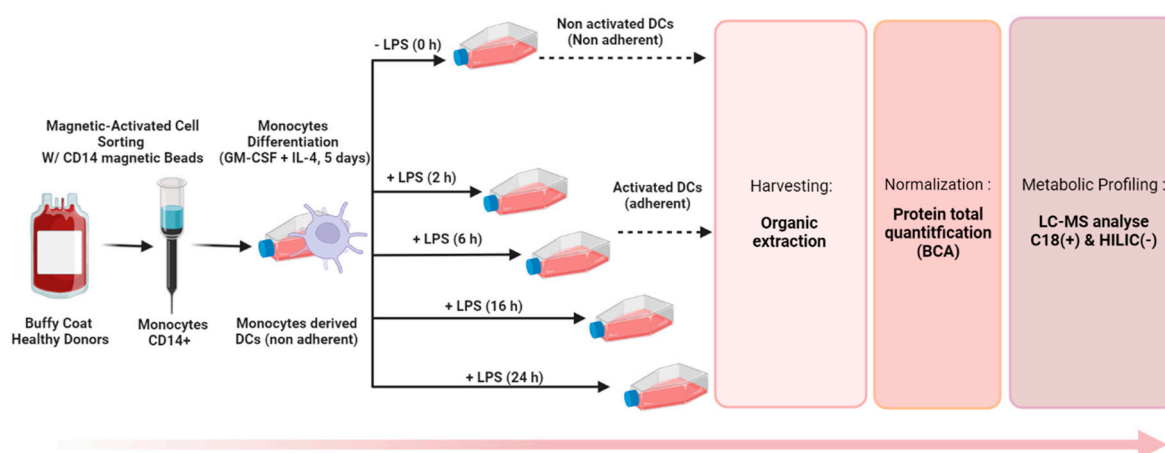 Magnetic-Activated Cell
Sorting
W/ CD14 magnetic Beads
Buffy Coat
Healthy Donors
Monocytes
CD14+
Monocytes
Differentiation
(GM-CSF + IL-4, 5 days)
Monocytes derived
DCs (non adherent)
- LPS (0 h)
+ LPS (2 h)
+ LPS (6 h)
+ LPS (16 h)
+ LPS (24 h)
Non activated DCs
(Non adherent)
Activated DCs
(adherent)
Harvesting:
Organic
extraction
Normalization :
Protein total
quantitfication
(BCA)
Metabolic Profiling :
LC-MS analyse
C18(+) & HILIC(-)